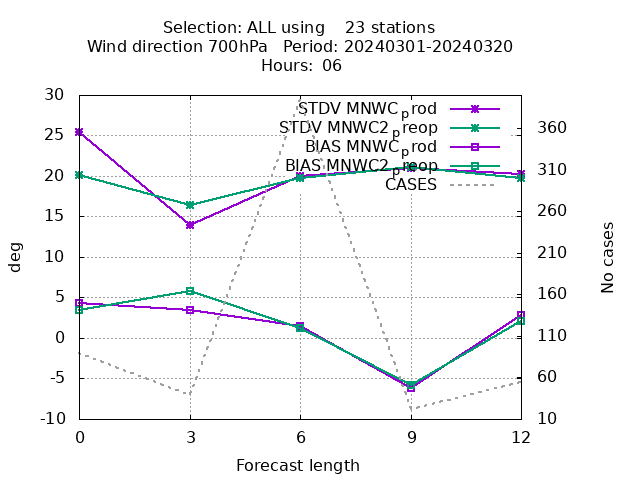 Selection: ALL using    23 stations
Wind direction 700hPa   Period: 20240301-20240320
Hours:  06
STDV MNWC_prod
STDV MNWC2_preop
BIAS MNWC_prod
BIAS MNWC2_preop
CASES
30
25
20
15
10
5
0
-5
-10
deg
360
310
260
210
160
110
60
10
No cases
0 3 6 9 12
Forecast length